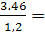 3.46
1,2 =